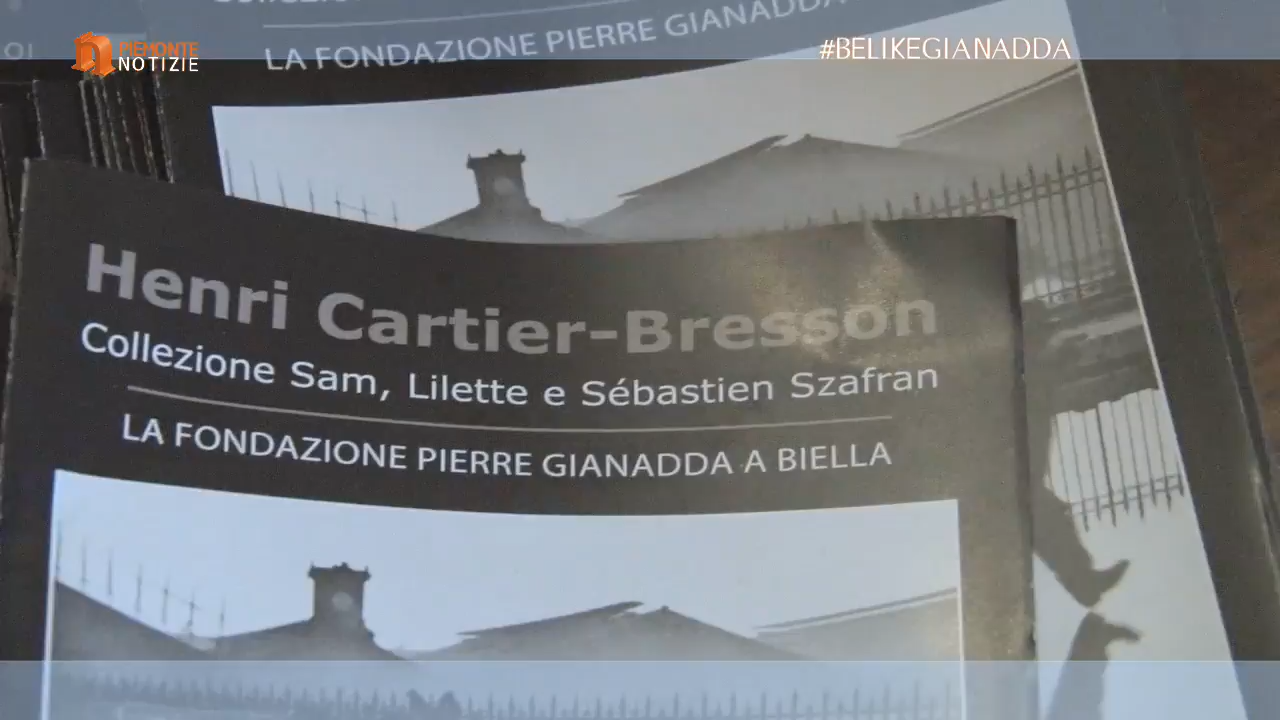 PIEMONTE
NOTIZIE
#BELIKEGIANADDA
LA FONDAZIONE PIERRE GIANADDA
Henri Cartier-Bresson
Collezione Sam, Lilette e Sébastien Szafran
LA FONDAZIONE PIERRE GIANADDA A BIELLA